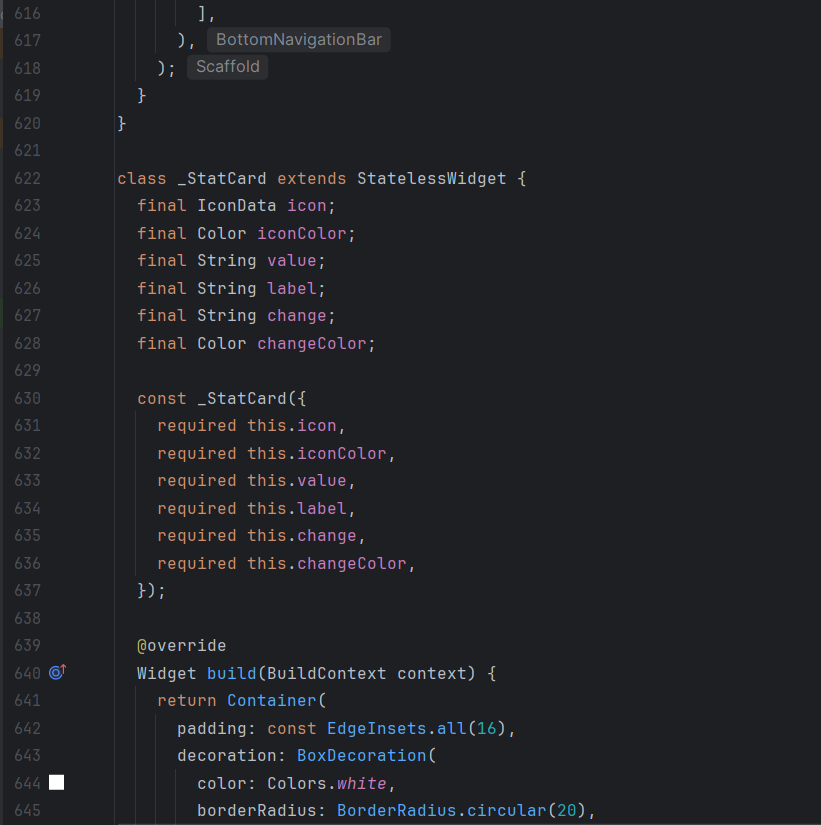 616 ],
617 ), BottomNavigationBar
618 ); Scaffold
619 }
620 }
621
622 class _StatCard extends StatelessWidget {
623 final IconData icon;
624 final Color iconColor;
625 final String value;
626 final String label;
627 final String change;
628 final Color changeColor;
629
630 const _StatCard({
631 required this.icon,
632 required this.iconColor,
633 required this.value,
634 required this.label,
635 required this.change,
636 required this.changeColor,
637 });
638
639 @override
640 Widget build(BuildContext context) {
641 return Container(
642 padding: const EdgeInsets.all(16),
643 decoration: BoxDecoration(
644 color: Colors.white,
645 borderRadius: BorderRadius.circular(20),